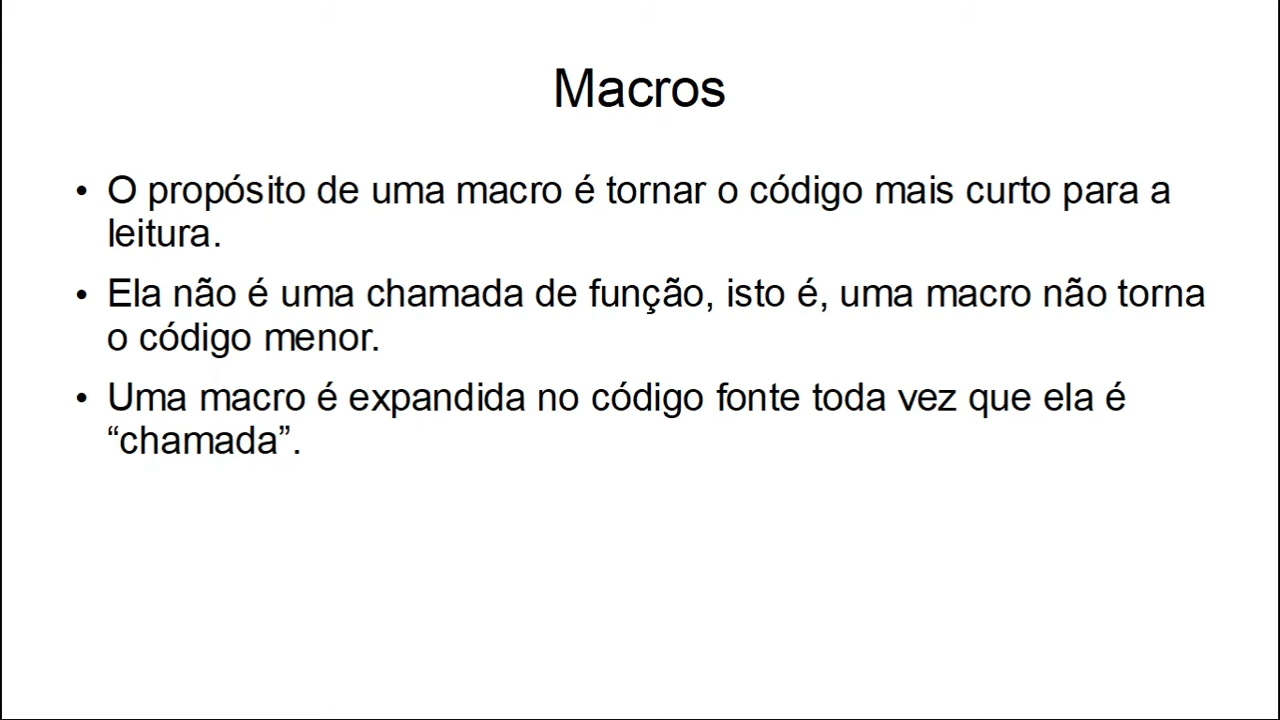 Macros
• O propósito de uma macro é tornar o código mais curto para a
leitura.
• Ela não é uma chamada de função, isto é, uma macro não torna
o código menor.
• Uma macro é expandida no código fonte toda vez que ela é
“chamada”.